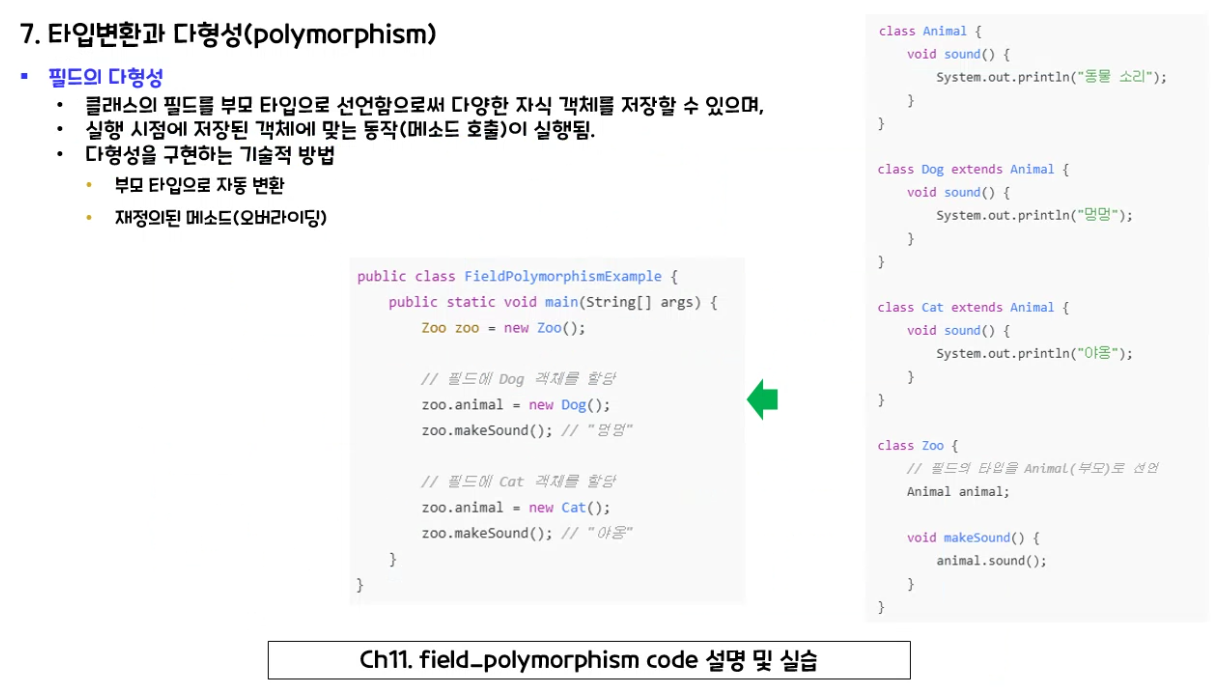 7. 타입변환과 다형성(polymorphism)
▪ 필드의 다형성
• 클래스의 필드를 부모 타입으로 선언함으로써 다양한 자식 객체를 저장할 수 있으며,
• 실행 시점에 저장된 객체에 맞는 동작(메소드 호출)이 실행됨.
• 다형성을 구현하는 기술적 방법
• 부모 타입으로 자동 변환
• 재정의된 메소드(오버라이딩)
public class FieldPolymorphismExample {
    public static void main(String[] args) {
        Zoo zoo = new Zoo();

        // 필드에 Dog 객체를 할당
        zoo.animal = new Dog();
        zoo.makeSound(); // "멍멍"

        // 필드에 Cat 객체를 할당
        zoo.animal = new Cat();
        zoo.makeSound(); // "야옹"
    }
}
class Animal {
    void sound() {
        System.out.println("동물 소리");
    }
}

class Dog extends Animal {
    void sound() {
        System.out.println("멍멍");
    }
}

class Cat extends Animal {
    void sound() {
        System.out.println("야옹");
    }
}

class Zoo {
    // 필드의 타입을 Animal(부모)로 선언
    Animal animal;

    void makeSound() {
        animal.sound();
    }
}
Ch11. field_polymorphism code 설명 및 실습